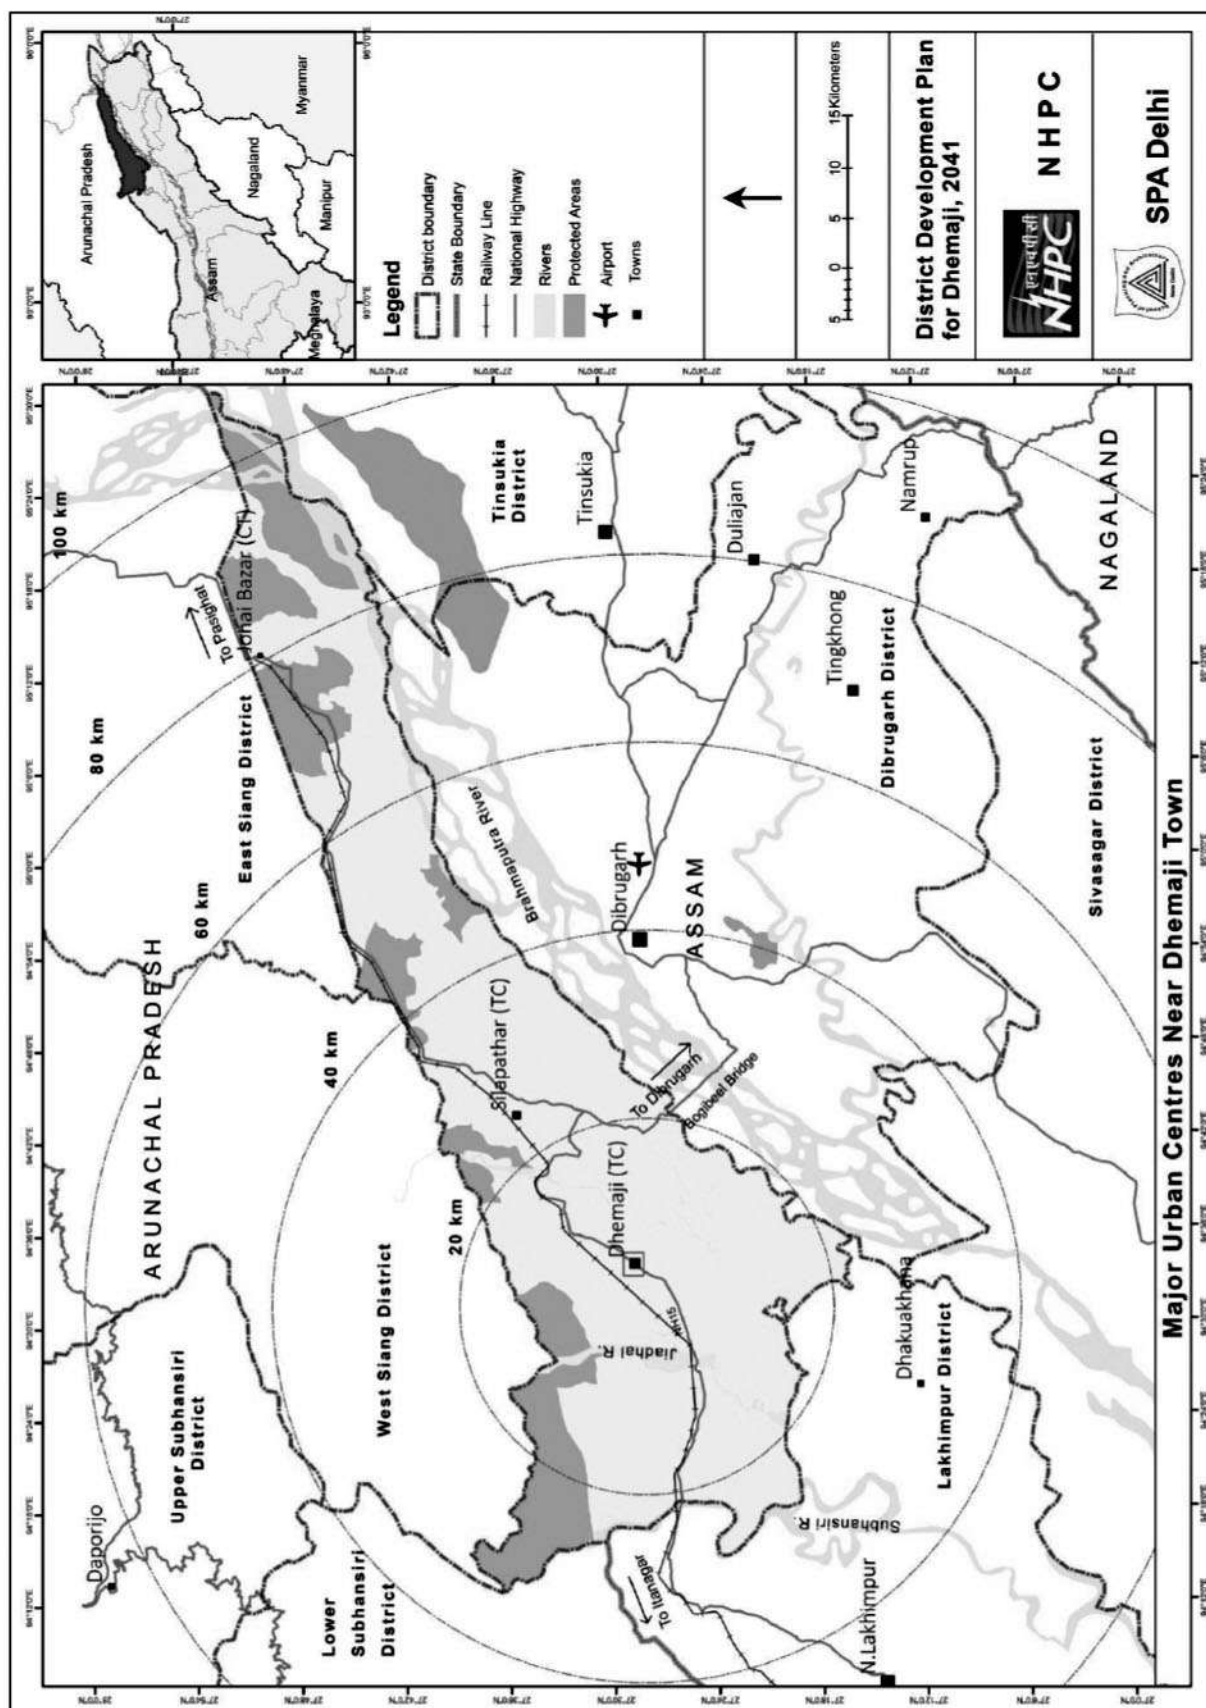 ARUNACHAL PRADESH
100 km
80 km
60 km
40 km
20 km
Daporijo
Upper Subhansiri
District
Lower
Subhansiri
District
West Siang District
East Siang District
To Pasighat
Jonai Bazar (CT)
Silapathar (TC)
Dhemaji (TC)
NH15
Jiadhal R.
Subhansiri R.
To Itanagar
N.Lakhimpur
Dhakuakhana
Lakhimpur District
To Dibrugarh
Bogibeel Bridge
Brahmaputra River
Dibrugarh
ASSAM
Tinsukia
District
Tinsukia
Duliajan
Tingkhong
Namrup
Dibrugarh District
Sivasagar District
NAGALAND
Major Urban Centres Near Dhemaji Town
Arunachal Pradesh
Assam
Nagaland
Meghalaya
Manipur
Myanmar
Legend
District boundary
State Boundary
Railway Line
National Highway
Rivers
Protected Areas
Airport
Towns
5 0 5 10 15 Kilometers
District Development Plan
for Dhemaji, 2041
एन एच पी सी
NHPC
N H P C
SPA Delhi